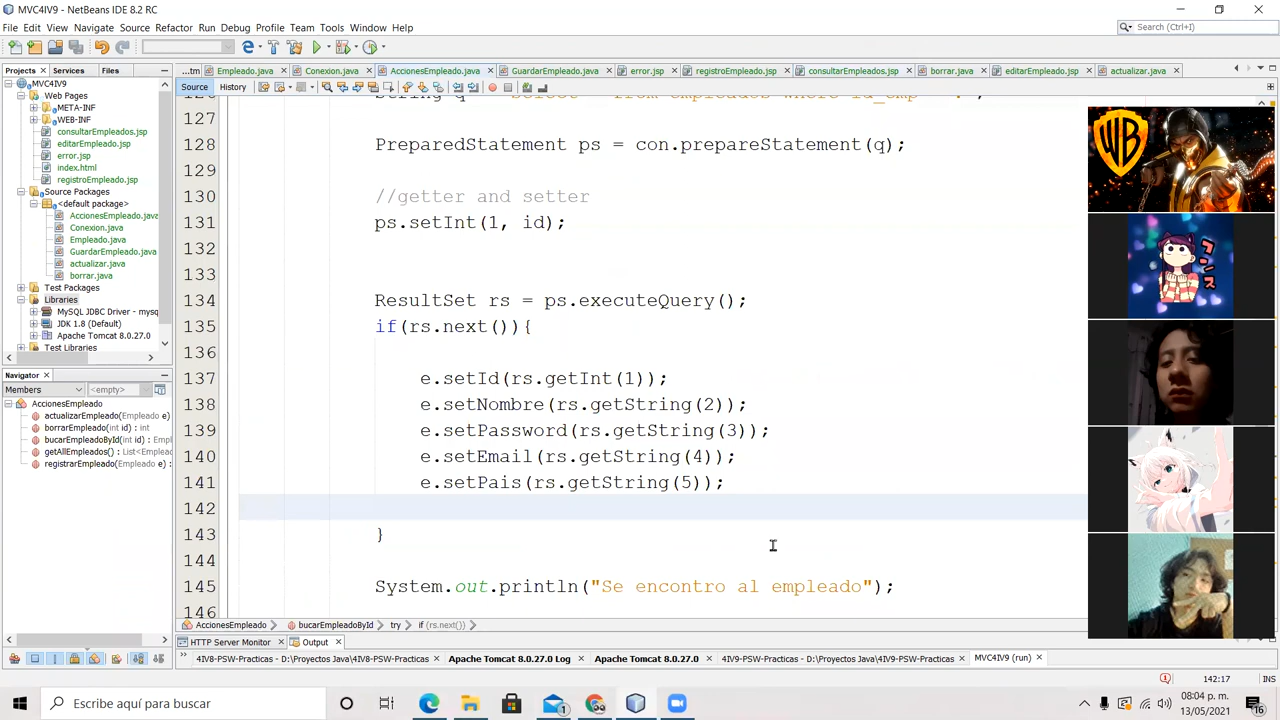 MVC4IV9 - NetBeans IDE 8.2 RC
File Edit View Navigate Source Refactor Run Debug Profile Team Tools Window Help
Search (Ctrl+I)
Projects Services Files
...tm Empleado.java Conexion.java AccionesEmpleado.java GuardarEmpleado.java error.jsp registroEmpleado.jsp consultarEmpleados.jsp borrar.java editarEmpleado.jsp actualizar.java
Source History
MVC4IV9
Web Pages
META-INF
WEB-INF
consultarEmpleados.jsp
editarEmpleado.jsp
error.jsp
index.html
registroEmpleado.jsp
Source Packages
<default package>
AccionesEmpleado.java
Conexion.java
Empleado.java
GuardarEmpleado.java
actualizar.java
borrar.java
Test Packages
Libraries
MySQL JDBC Driver - mysq
JDK 1.8 (Default)
Apache Tomcat 8.0.27.0
Test Libraries
Navigator
Members <empty>
AccionesEmpleado
actualizarEmpleado(Empleado e)
borrarEmpleado(int id) : int
bucarEmpleadoById(int id) : Empl
getAllEmpleados() : List<Empleac
registrarEmpleado(Empleado e) :
127
128 PreparedStatement ps = con.prepareStatement(q);
129
130 //getter and setter
131 ps.setInt(1, id);
132
133
134 ResultSet rs = ps.executeQuery();
135 if(rs.next()){
136
137 e.setId(rs.getInt(1));
138 e.setNombre(rs.getString(2));
139 e.setPassword(rs.getString(3));
140 e.setEmail(rs.getString(4));
141 e.setPais(rs.getString(5));
142
143 }
144
145 System.out.println("Se encontro al empleado");
146
AccionesEmpleado bucarEmpleadoById try if (rs.next())
HTTP Server Monitor Output
4IV8-PSW-Practicas - D:\Proyectos Java\4IV8-PSW-Practicas Apache Tomcat 8.0.27.0 Log Apache Tomcat 8.0.27.0 4IV9-PSW-Practicas - D:\Proyectos Java\4IV9-PSW-Practicas MVC4IV9 (run)
142:17 INS
WB
コンス
Escribe aquí para buscar
08:04 p. m.
13/05/2021
16